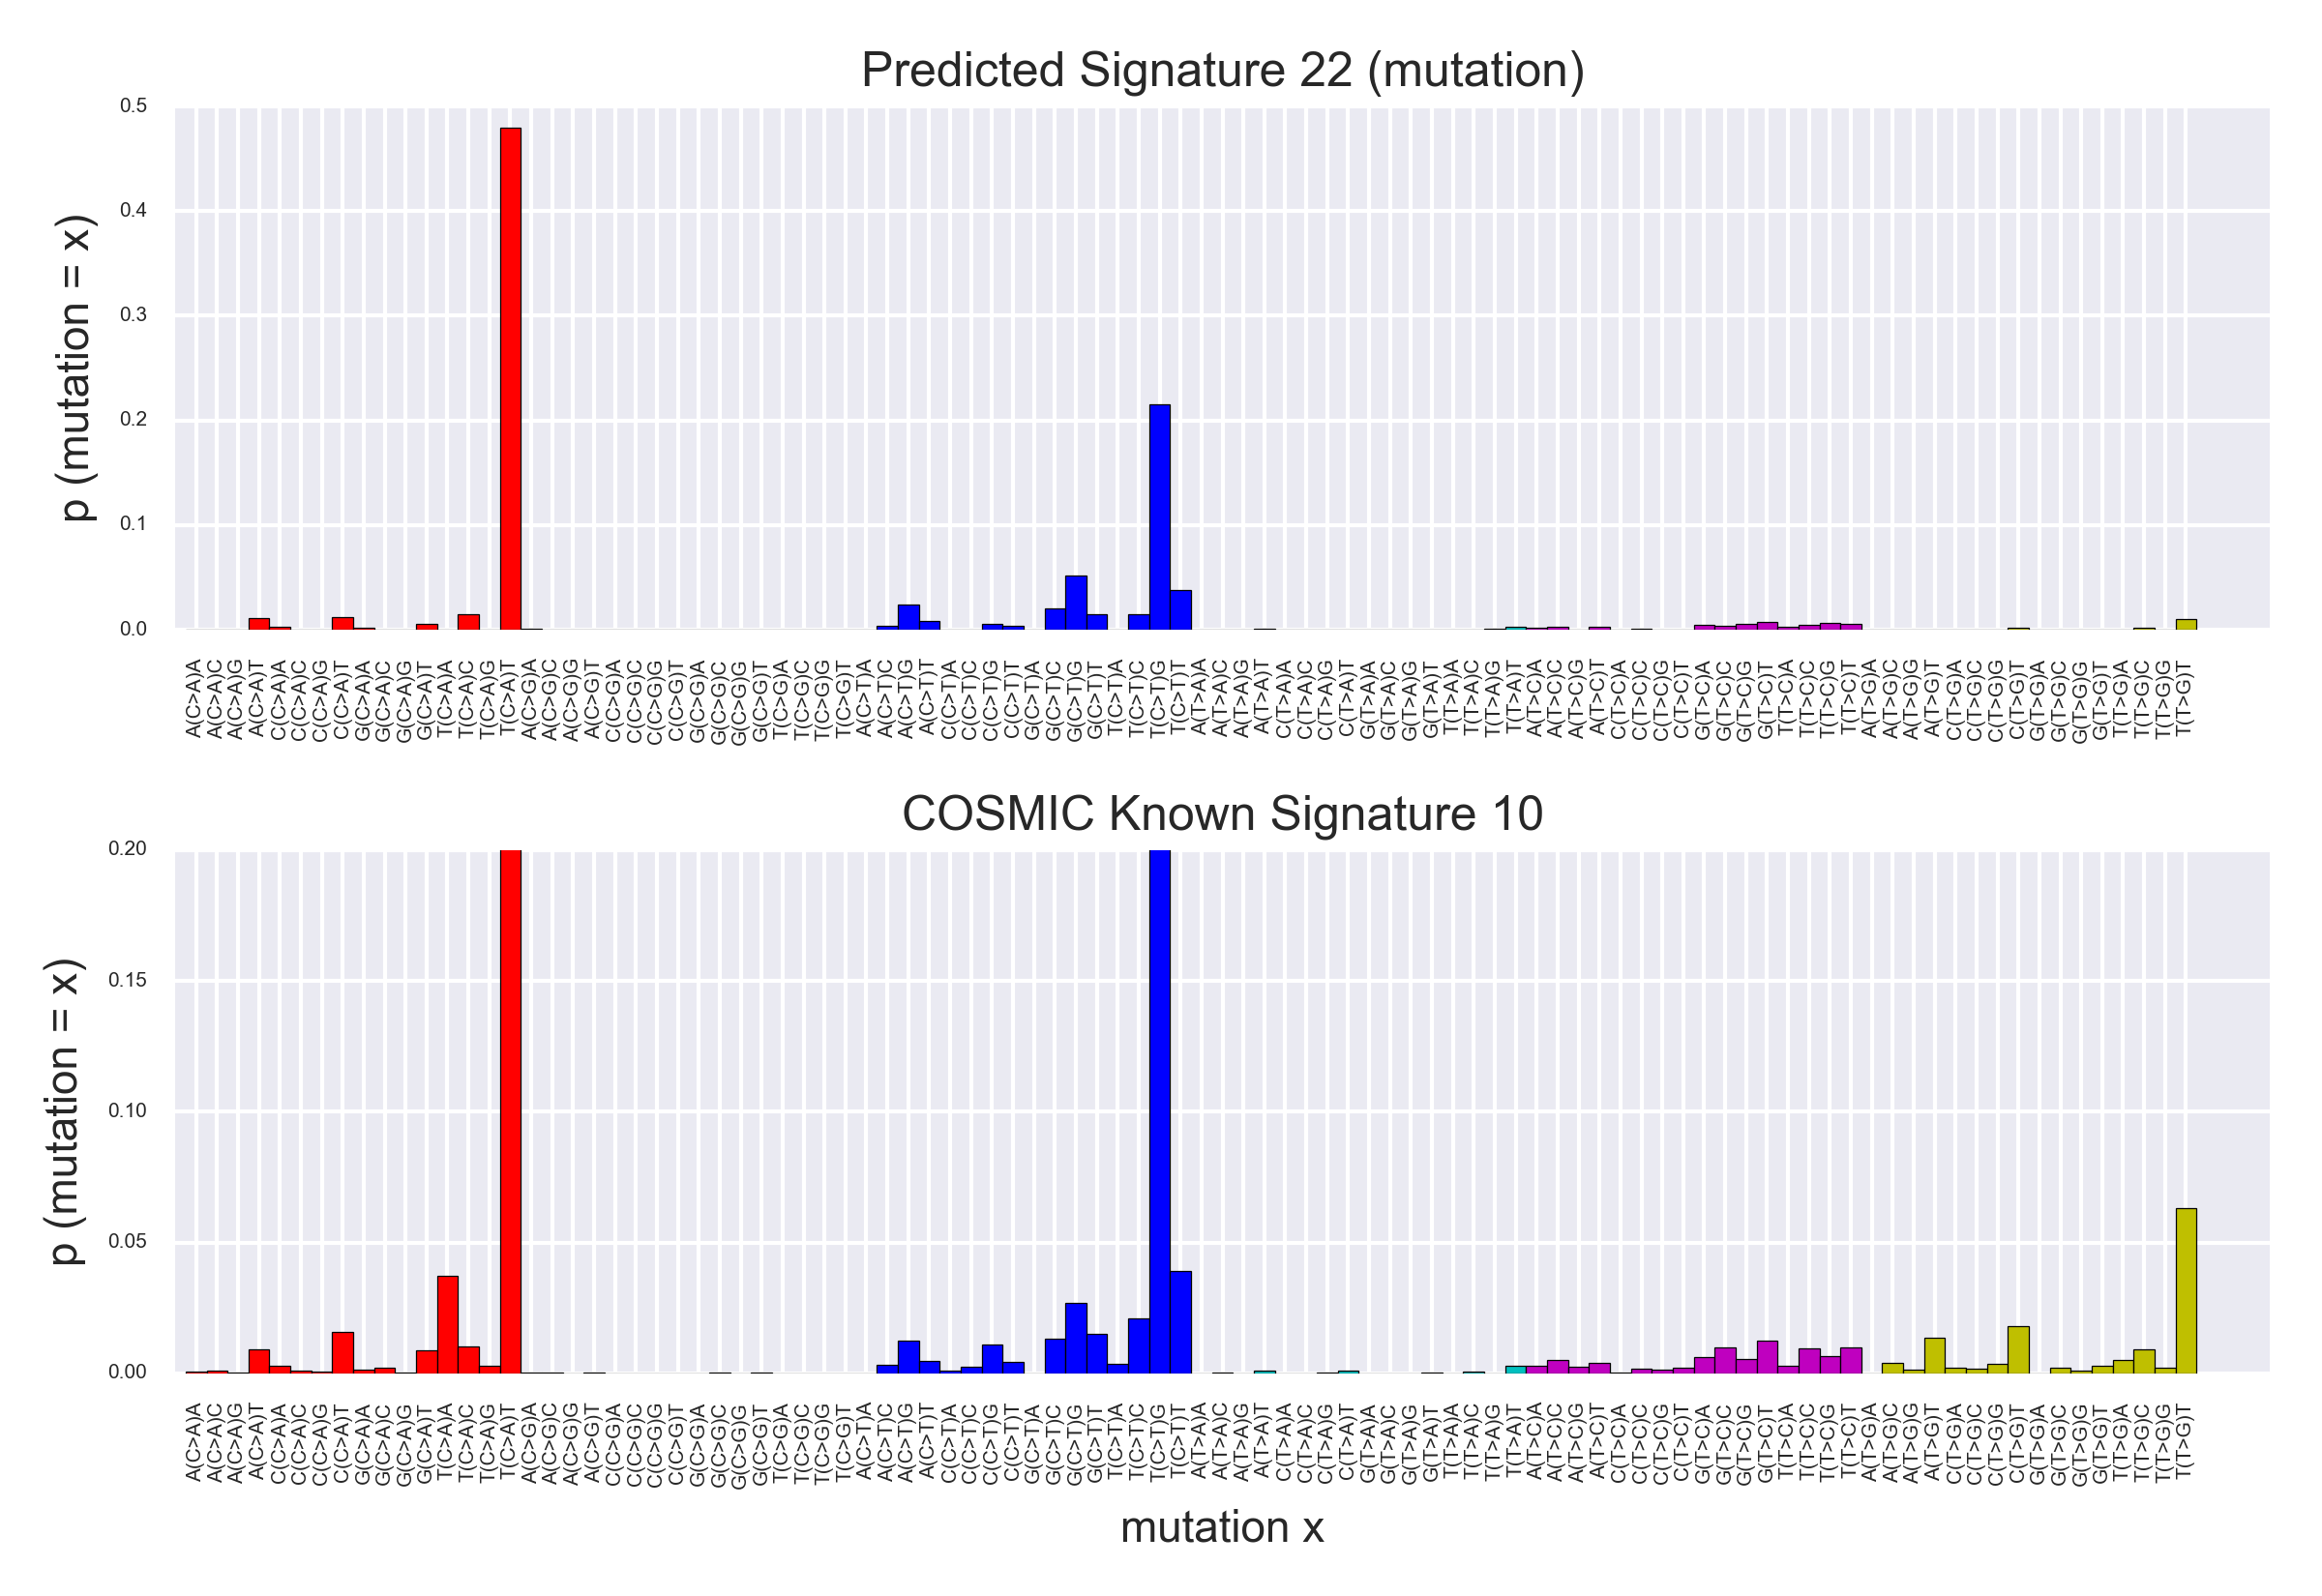 Predicted Signature 22 (mutation)
p (mutation = x)
0.5
0.4
0.3
0.2
0.1
0.0
A(C>A)A A(C>A)C A(C>A)G A(C>A)T C(C>A)A C(C>A)C C(C>A)G C(C>A)T G(C>A)A G(C>A)C G(C>A)G G(C>A)T T(C>A)A T(C>A)C T(C>A)G T(C>A)T A(C>G)A A(C>G)C A(C>G)G A(C>G)T C(C>G)A C(C>G)C C(C>G)G C(C>G)T G(C>G)A G(C>G)C G(C>G)G G(C>G)T T(C>G)A T(C>G)C T(C>G)G T(C>G)T A(C>T)A A(C>T)C A(C>T)G A(C>T)T C(C>T)A C(C>T)C C(C>T)G C(C>T)T G(C>T)A G(C>T)C G(C>T)G G(C>T)T T(C>T)A T(C>T)C T(C>T)G T(C>T)T A(T>A)A A(T>A)C A(T>A)G A(T>A)T C(T>A)A C(T>A)C C(T>A)G C(T>A)T G(T>A)A G(T>A)C G(T>A)G G(T>A)T T(T>A)A T(T>A)C T(T>A)G T(T>A)T A(T>C)A A(T>C)C A(T>C)G A(T>C)T C(T>C)A C(T>C)C C(T>C)G C(T>C)T G(T>C)A G(T>C)C G(T>C)G G(T>C)T T(T>C)A T(T>C)C T(T>C)G T(T>C)T A(T>G)A A(T>G)C A(T>G)G A(T>G)T C(T>G)A C(T>G)C C(T>G)G C(T>G)T G(T>G)A G(T>G)C G(T>G)G G(T>G)T T(T>G)A T(T>G)C T(T>G)G T(T>G)T
COSMIC Known Signature 10
p (mutation = x)
0.20
0.15
0.10
0.05
0.00
A(C>A)A A(C>A)C A(C>A)G A(C>A)T C(C>A)A C(C>A)C C(C>A)G C(C>A)T G(C>A)A G(C>A)C G(C>A)G G(C>A)T T(C>A)A T(C>A)C T(C>A)G T(C>A)T A(C>G)A A(C>G)C A(C>G)G A(C>G)T C(C>G)A C(C>G)C C(C>G)G C(C>G)T G(C>G)A G(C>G)C G(C>G)G G(C>G)T T(C>G)A T(C>G)C T(C>G)G T(C>G)T A(C>T)A A(C>T)C A(C>T)G A(C>T)T C(C>T)A C(C>T)C C(C>T)G C(C>T)T G(C>T)A G(C>T)C G(C>T)G G(C>T)T T(C>T)A T(C>T)C T(C>T)G T(C>T)T A(T>A)A A(T>A)C A(T>A)G A(T>A)T C(T>A)A C(T>A)C C(T>A)G C(T>A)T G(T>A)A G(T>A)C G(T>A)G G(T>A)T T(T>A)A T(T>A)C T(T>A)G T(T>A)T A(T>C)A A(T>C)C A(T>C)G A(T>C)T C(T>C)A C(T>C)C C(T>C)G C(T>C)T G(T>C)A G(T>C)C G(T>C)G G(T>C)T T(T>C)A T(T>C)C T(T>C)G T(T>C)T A(T>G)A A(T>G)C A(T>G)G A(T>G)T C(T>G)A C(T>G)C C(T>G)G C(T>G)T G(T>G)A G(T>G)C G(T>G)G G(T>G)T T(T>G)A T(T>G)C T(T>G)G T(T>G)T
mutation x